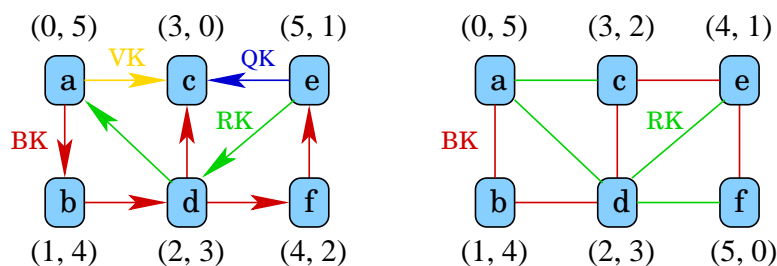 (0, 5) (3, 0) (5, 1)
VK QK
a c e
BK RK
b d f
(1, 4) (2, 3) (4, 2)
(0, 5) (3, 2) (4, 1)
a c e
BK RK
b d f
(1, 4) (2, 3) (5, 0)